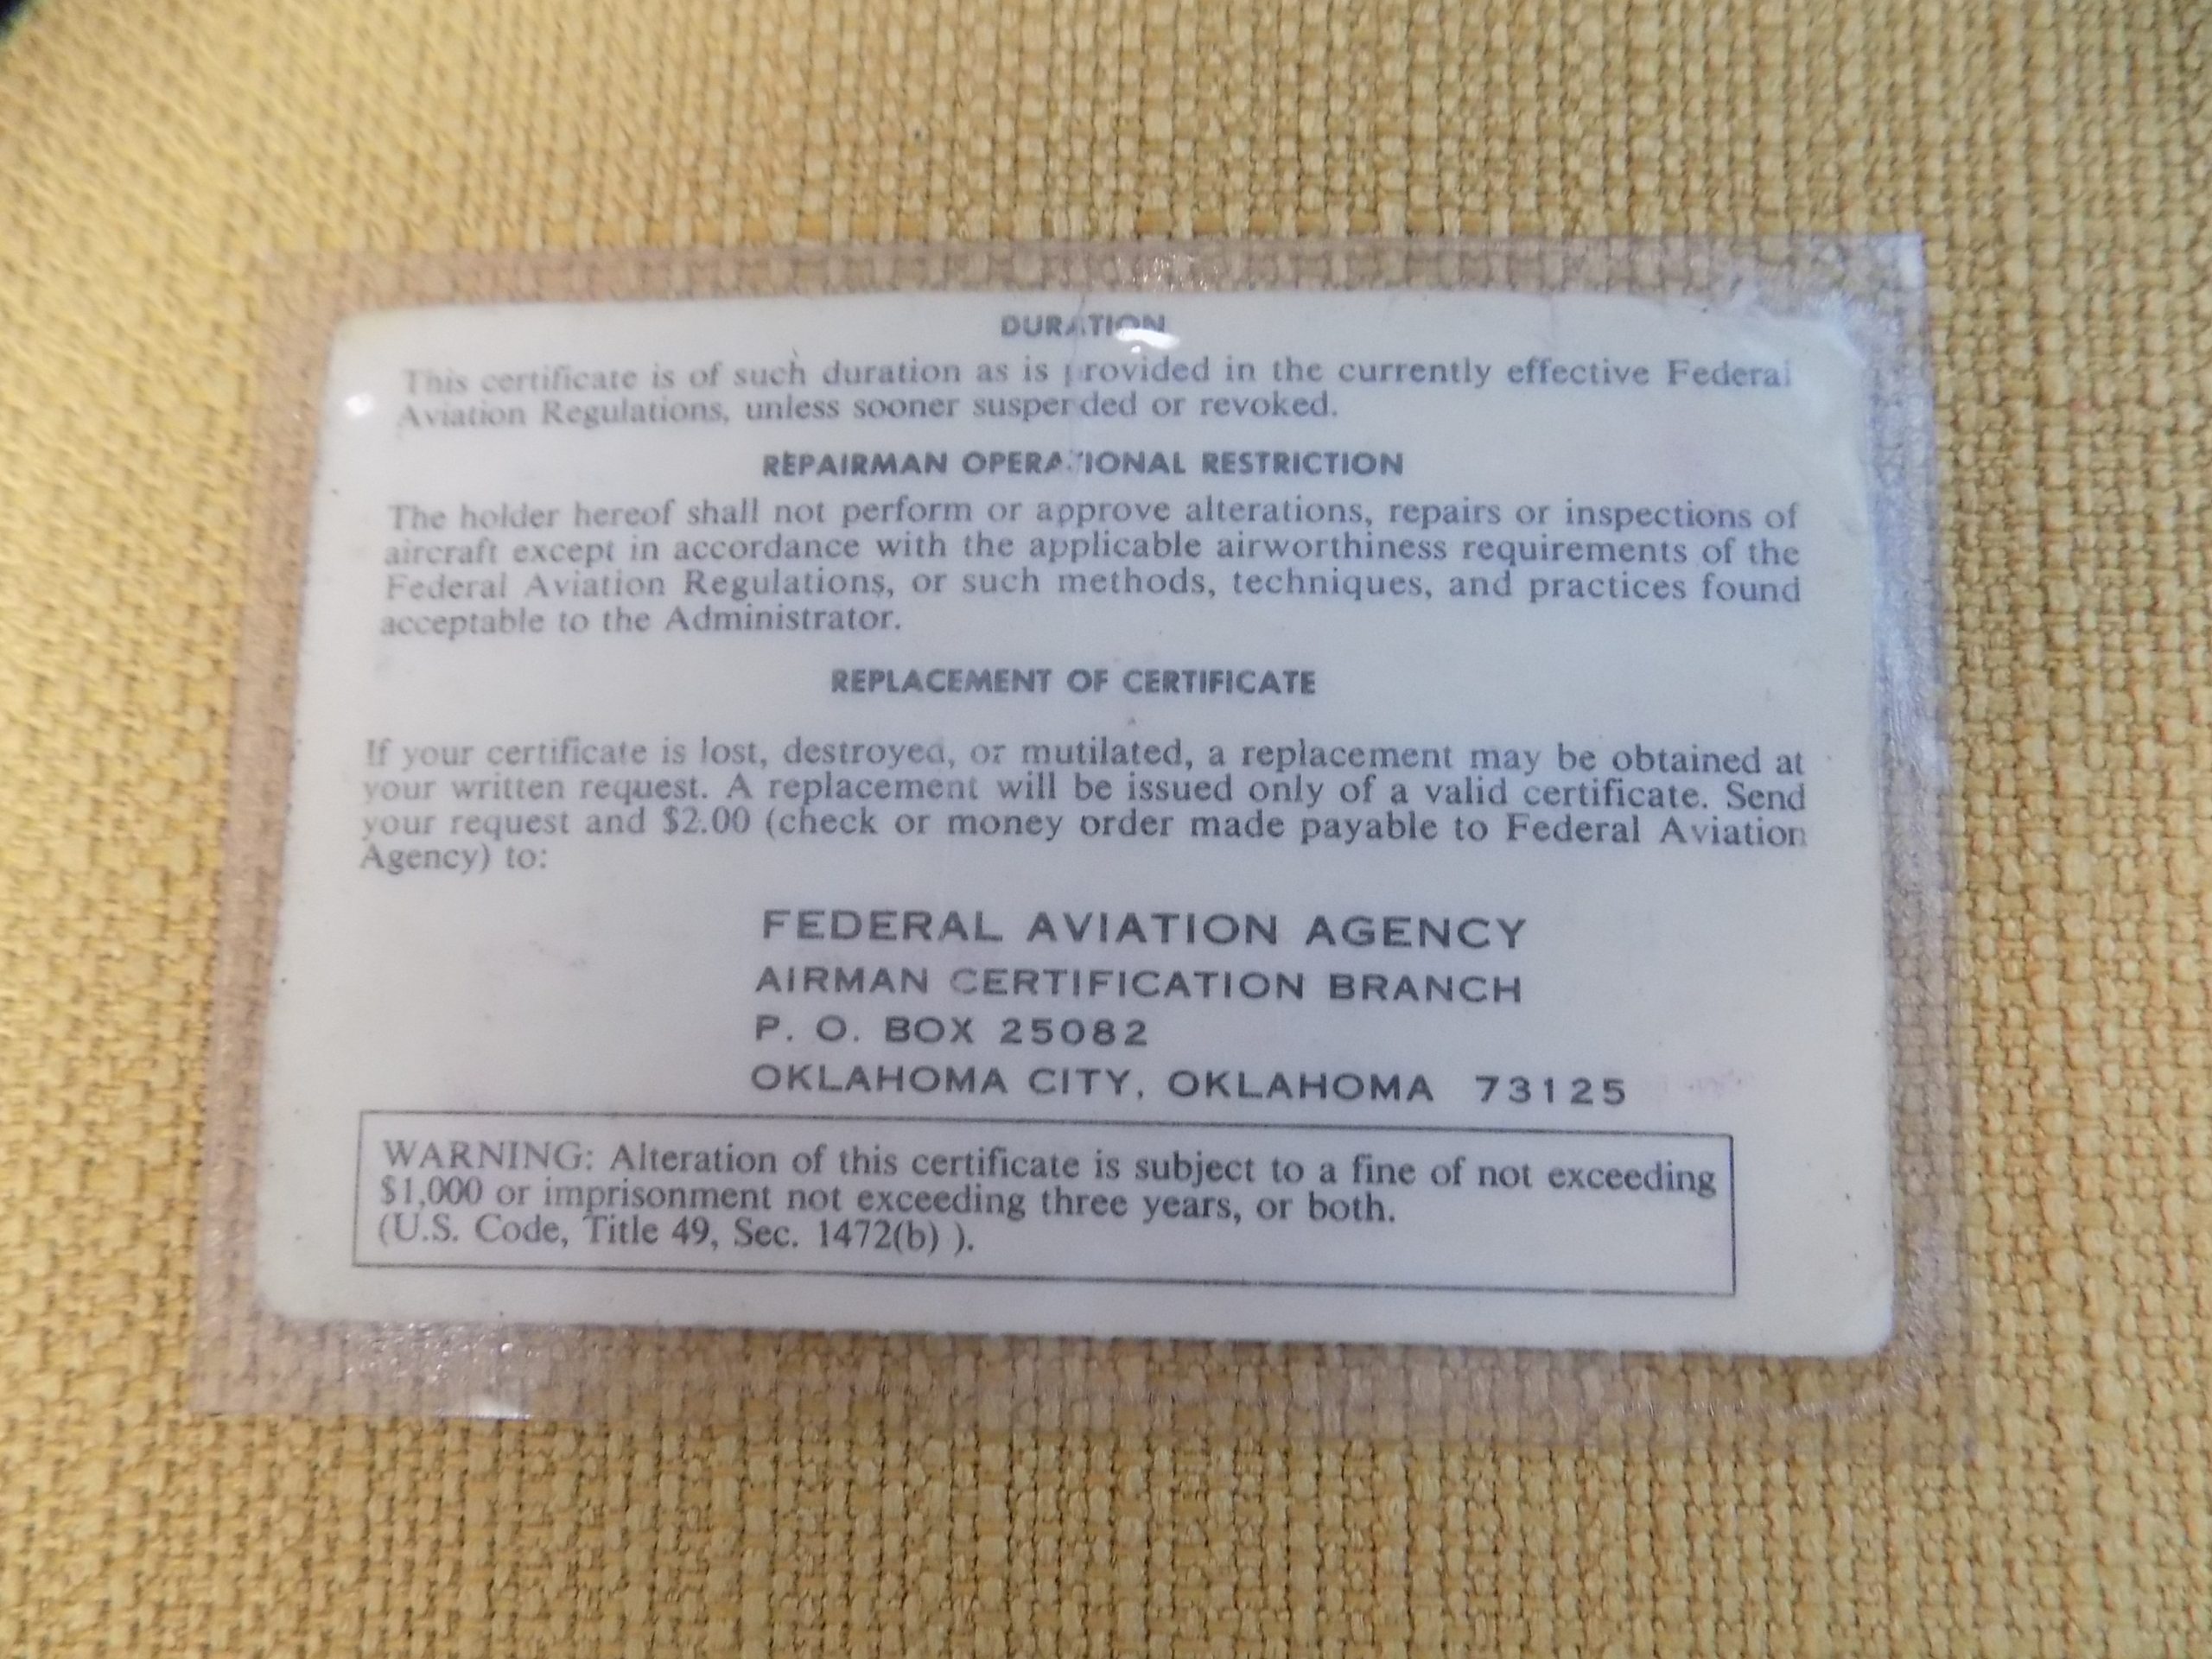 DURATION
This certificate is of such duration as is provided in the currently effective Federal
Aviation Regulations, unless sooner suspended or revoked.
REPAIRMAN OPERATIONAL RESTRICTION
The holder hereof shall not perform or approve alterations, repairs or inspections of
aircraft except in accordance with the applicable airworthiness requirements of the
Federal Aviation Regulations, or such methods, techniques, and practices found
acceptable to the Administrator.
REPLACEMENT OF CERTIFICATE
If your certificate is lost, destroyed, or mutilated, a replacement may be obtained at
your written request. A replacement will be issued only of a valid certificate. Send
your request and $2.00 (check or money order made payable to Federal Aviation
Agency) to:
FEDERAL AVIATION AGENCY
AIRMAN CERTIFICATION BRANCH
P. O. BOX 25082
OKLAHOMA CITY, OKLAHOMA 73125
WARNING: Alteration of this certificate is subject to a fine of not exceeding
$1,000 or imprisonment not exceeding three years, or both.
(U.S. Code, Title 49, Sec. 1472(b) ).